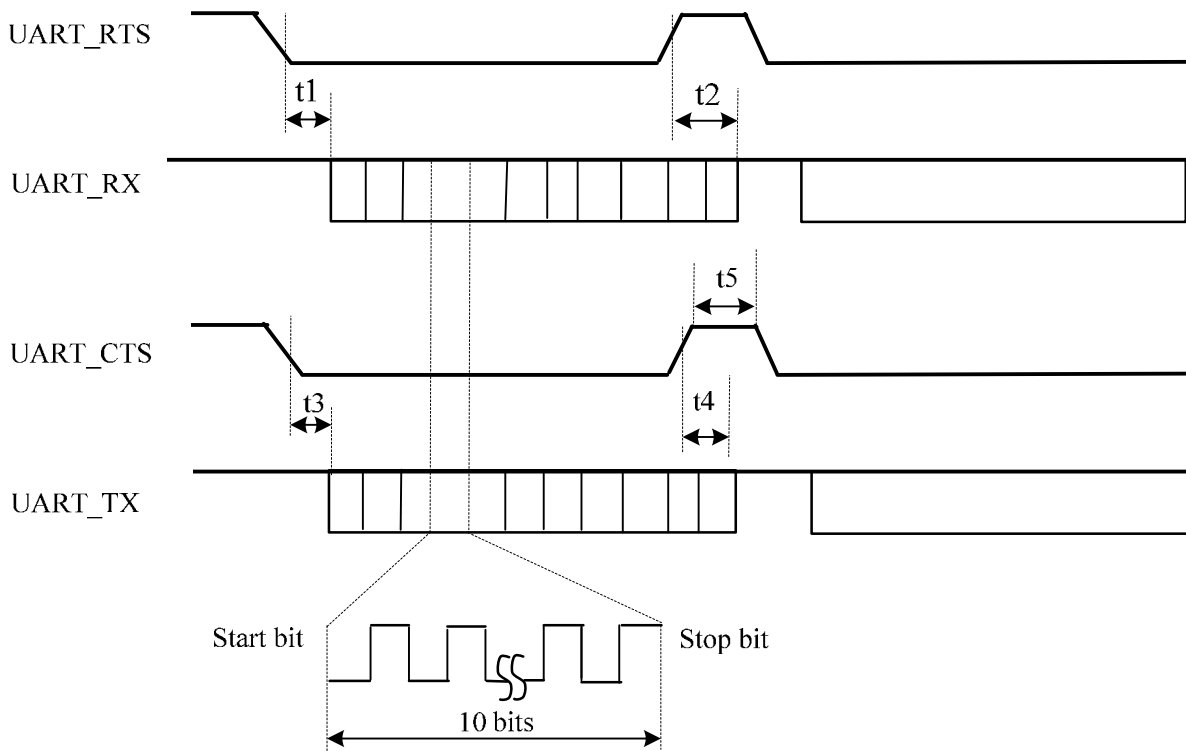 UART_RTS
t1
t2
UART_RX
t5
UART_CTS
t3
t4
UART_TX
Start bit
Stop bit
10 bits